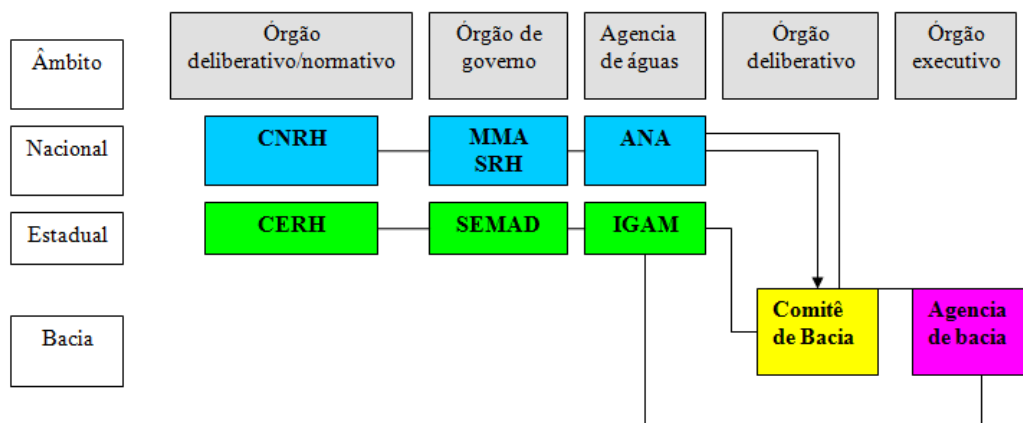 Âmbito
Órgão
deliberativo/normativo
Órgão de
governo
Agencia
de águas
Órgão
deliberativo
Órgão
executivo
Nacional
CNRH
MMA
SRH
ANA
Estadual
CERH
SEMAD
IGAM
Bacia
Comitê
de Bacia
Agencia
de bacia